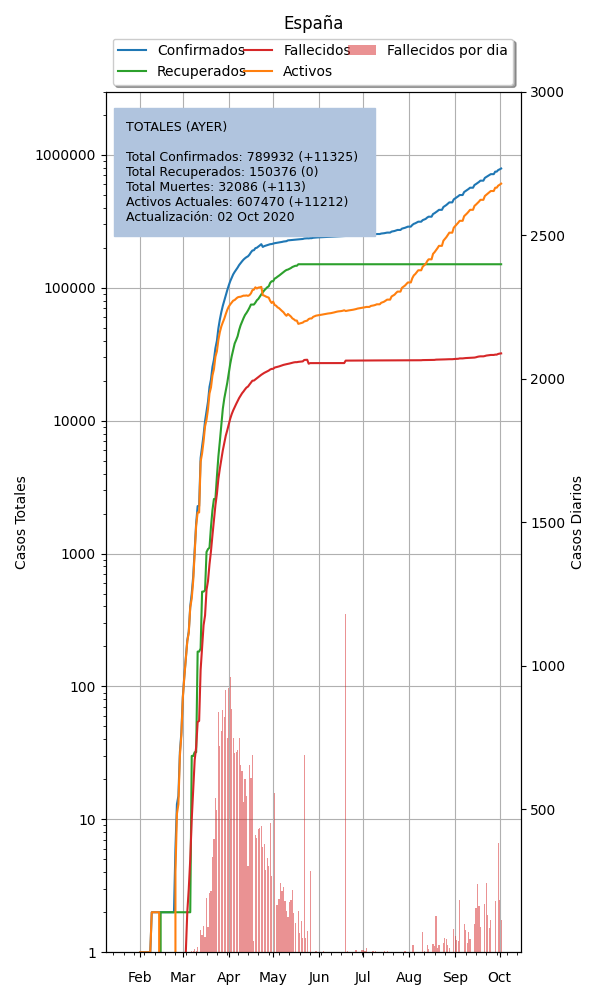 España
Confirmados Fallecidos Fallecidos por dia
Recuperados Activos
TOTALES (AYER)
Total Confirmados: 789932 (+11325)
Total Recuperados: 150376 (0)
Total Muertes: 32086 (+113)
Activos Actuales: 607470 (+11212)
Actualización: 02 Oct 2020
Casos Totales
1000000
100000
10000
1000
100
10
1
Casos Diarios
3000
2500
2000
1500
1000
500
Feb Mar Apr May Jun Jul Aug Sep Oct